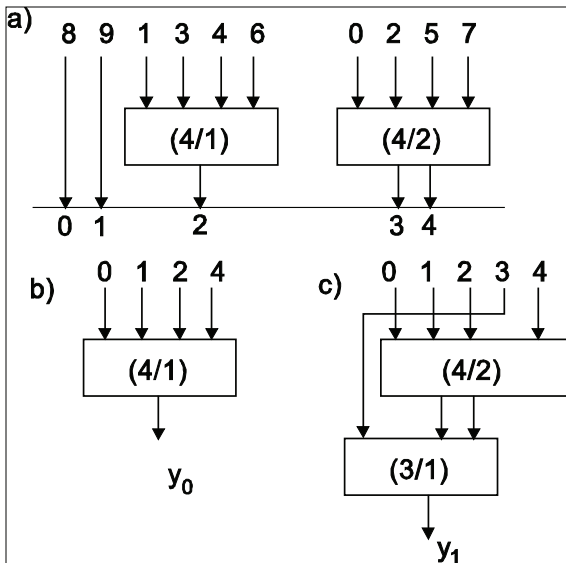 a)
8 9 1 3 4 6 0 2 5 7
(4/1) (4/2)
0 1 2 3 4
b) 0 1 2 4
c) 0 1 2 3 4
(4/1) (4/2)
y0 (3/1)
y1